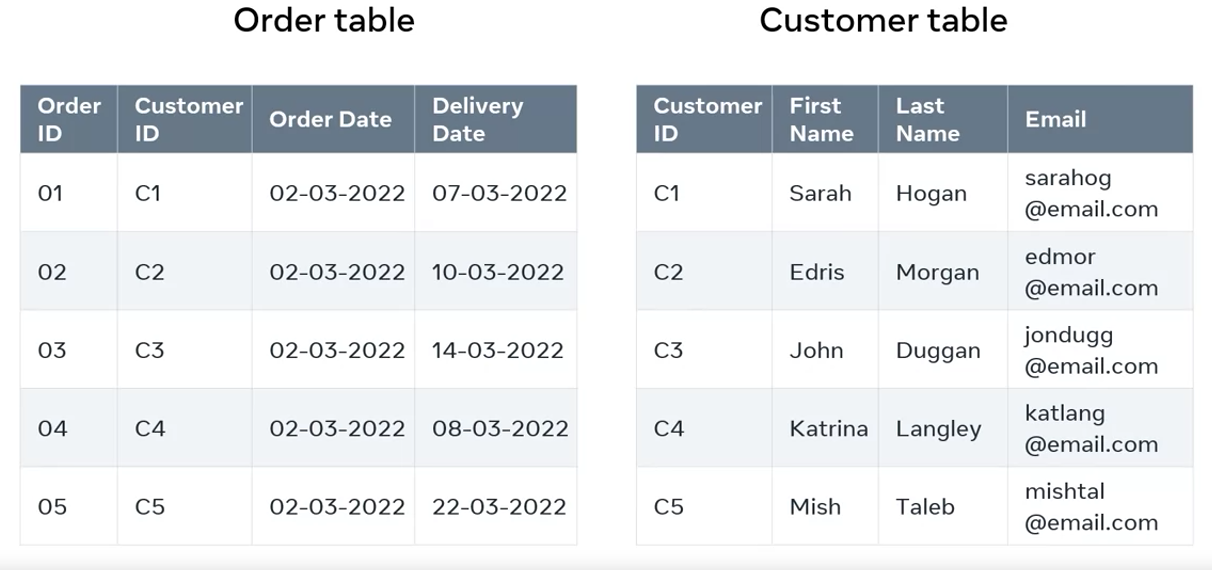 Order table
Order ID Customer ID Order Date Delivery Date
01 C1 02-03-2022 07-03-2022
02 C2 02-03-2022 10-03-2022
03 C3 02-03-2022 14-03-2022
04 C4 02-03-2022 08-03-2022
05 C5 02-03-2022 22-03-2022
Customer table
Customer ID First Name Last Name Email
C1 Sarah Hogan sarahog@email.com
C2 Edris Morgan edmor@email.com
C3 John Duggan jondugg@email.com
C4 Katrina Langley katlang@email.com
C5 Mish Taleb mishtal@email.com